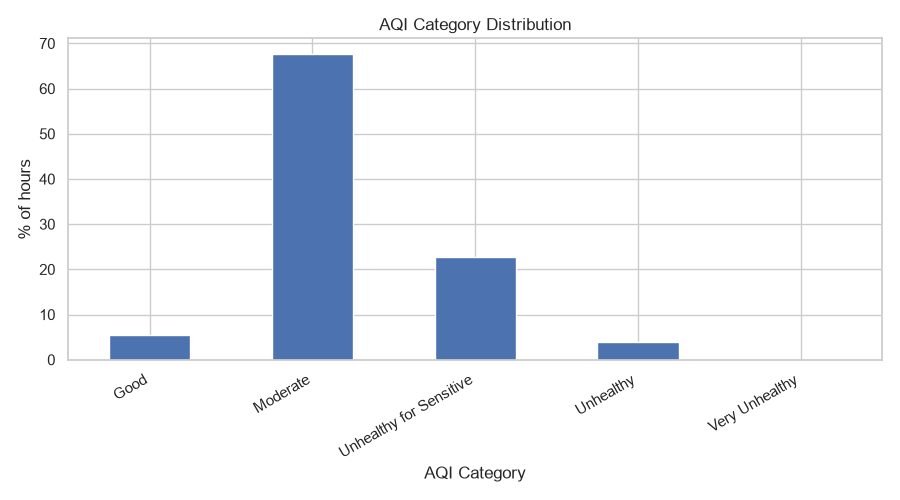 AQI Category Distribution
% of hours
70
60
50
40
30
20
10
0
Good
Moderate
Unhealthy for Sensitive
Unhealthy
Very Unhealthy
AQI Category